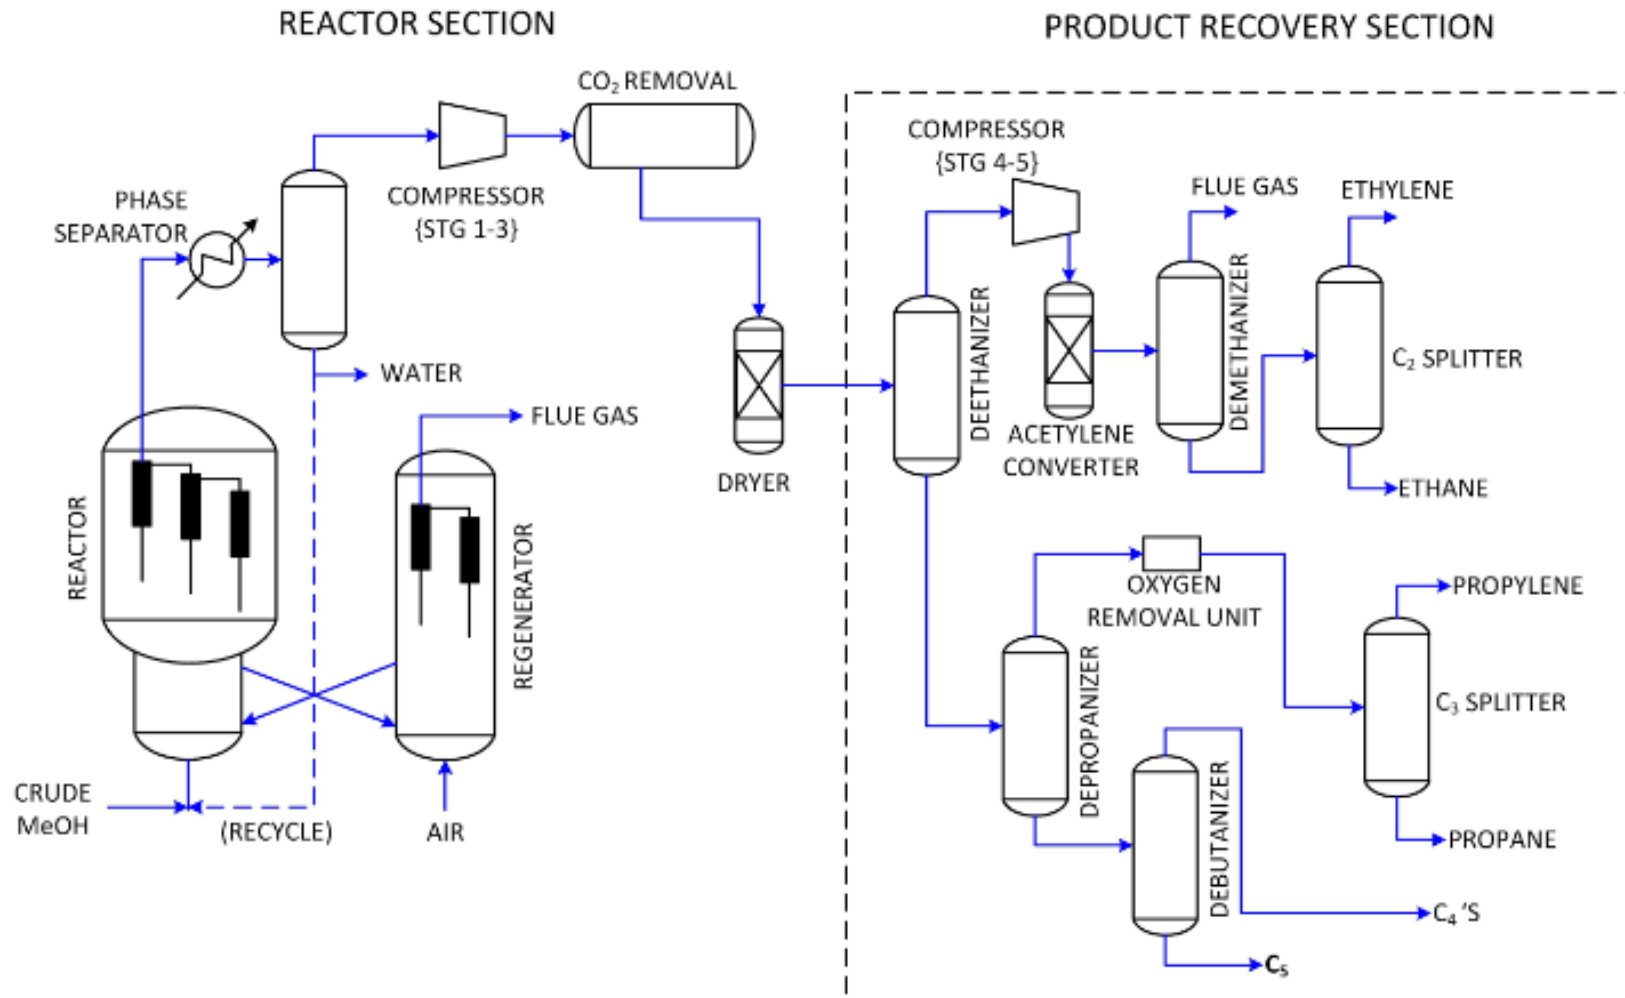 REACTOR SECTION
PRODUCT RECOVERY SECTION
CO₂ REMOVAL
COMPRESSOR
{STG 1-3}
PHASE
SEPARATOR
WATER
FLUE GAS
DRYER
REACTOR
REGENERATOR
CRUDE
MeOH
(RECYCLE)
AIR
COMPRESSOR
{STG 4-5}
FLUE GAS
ETHYLENE
DEETHANIZER
ACETYLENE
CONVERTER
DEMETHANIZER
C₂ SPLITTER
ETHANE
OXYGEN
REMOVAL UNIT
PROPYLENE
DEPROPANIZER
C₃ SPLITTER
PROPANE
DEBUTANIZER
C₄ 'S
C₅